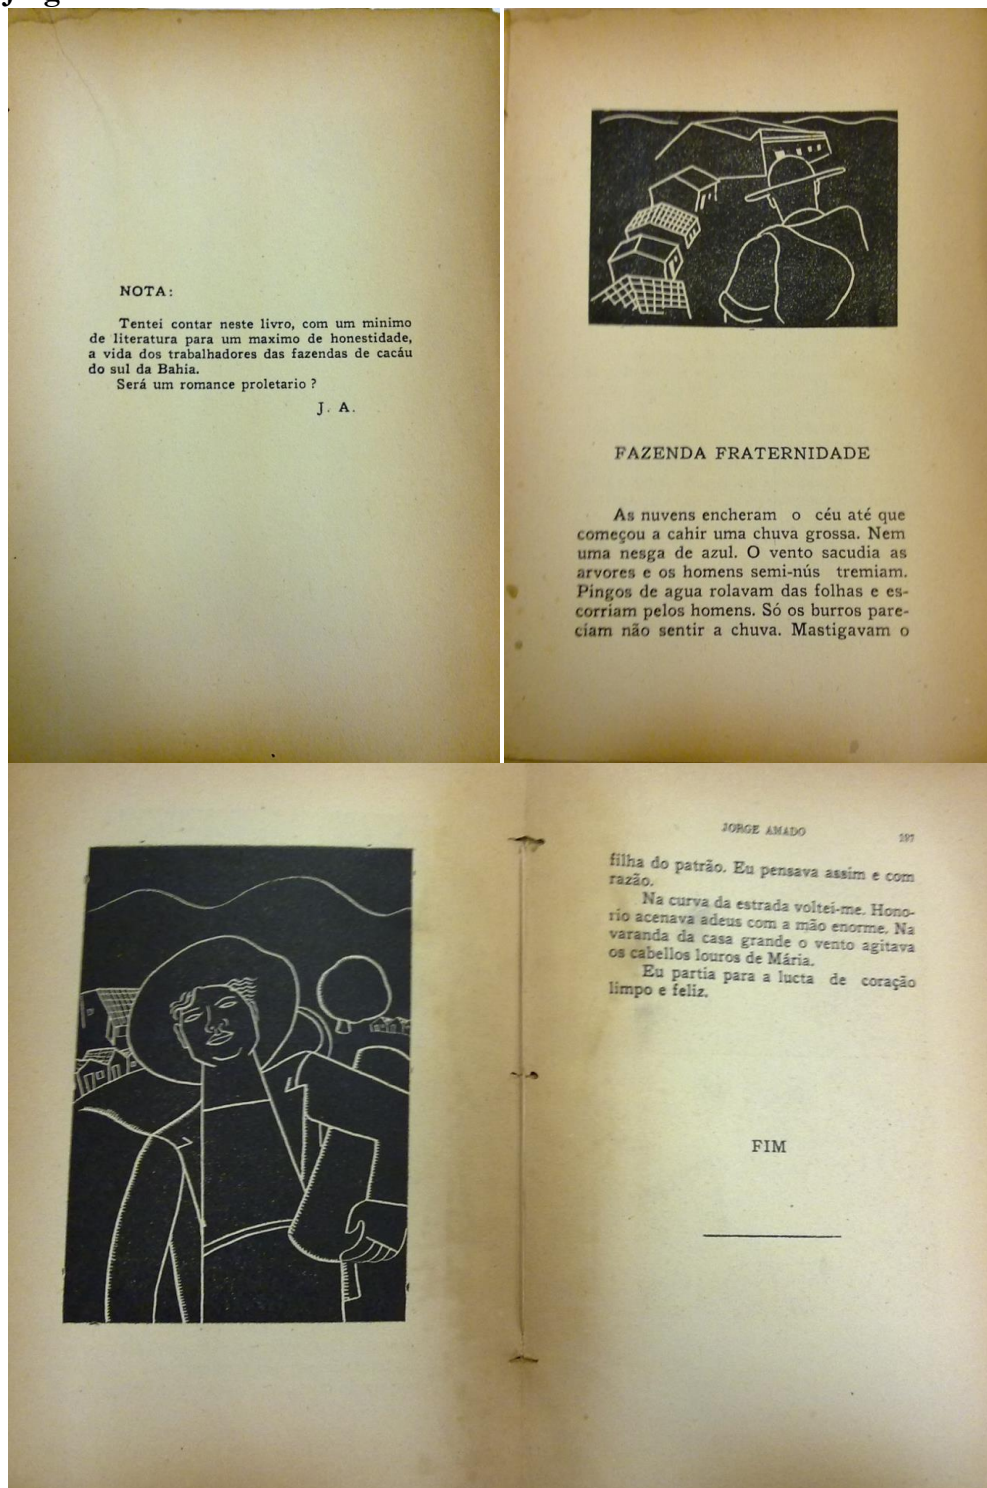 NOTA:
Tentei contar neste livro, com um minimo
de literatura para um maximo de honestidade,
a vida dos trabalhadores das fazendas de cacáu
do sul da Bahia.
Será um romance proletario ?
J. A.
FAZENDA FRATERNIDADE
As nuvens encheram o céu até que
começou a cahir uma chuva grossa. Nem
uma nesga de azul. O vento sacudia as
arvores e os homens semi-nús tremiam.
Pingos de agua rolavam das folhas e es-
corriam pelos homens. Só os burros pare-
ciam não sentir a chuva. Mastigavam o
JORGE AMADO
197
filha do patrão. Eu pensava assim e com
razão.
Na curva da estrada voltei-me. Hono-
rio acenava adeus com a mão enorme. Na
varanda da casa grande o vento agitava
os cabellos louros de Mária.
Eu partia para a lucta de coração
limpo e feliz.
FIM